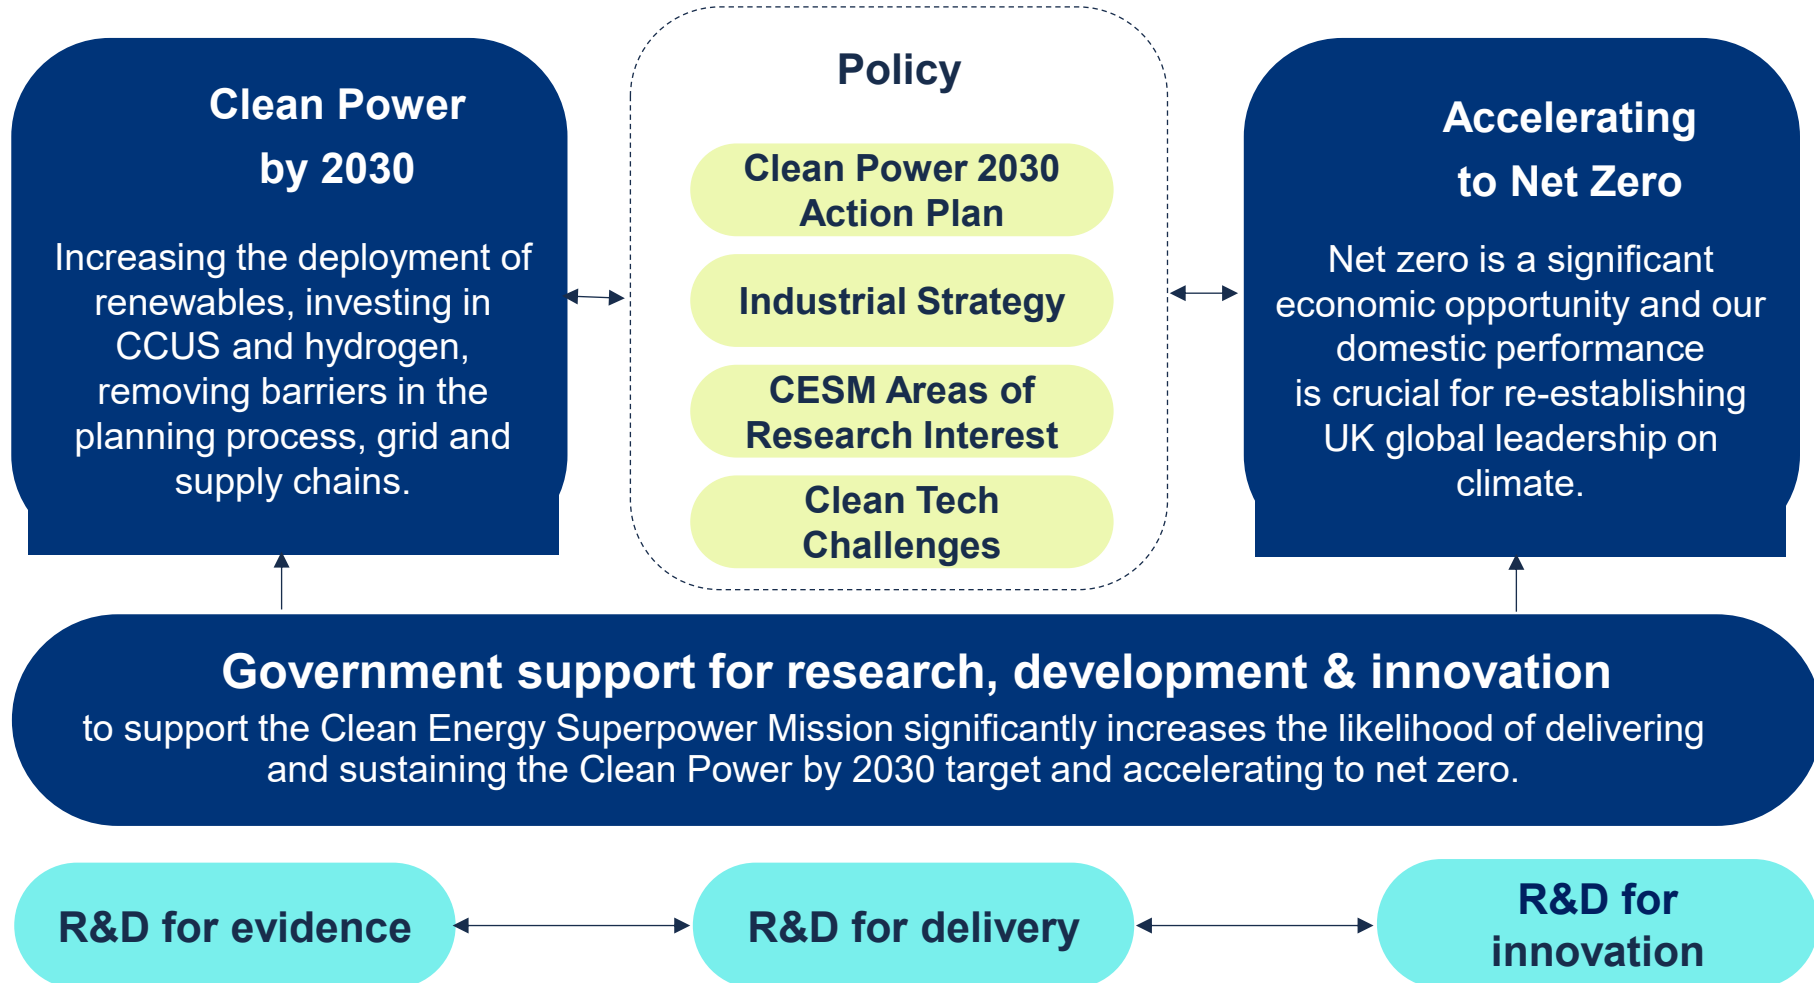 Clean Power
by 2030
Increasing the deployment of
renewables, investing in
CCUS and hydrogen,
removing barriers in the
planning process, grid and
supply chains.
Policy
Clean Power 2030
Action Plan
Industrial Strategy
CESM Areas of
Research Interest
Clean Tech
Challenges
Accelerating
to Net Zero
Net zero is a significant
economic opportunity and our
domestic performance
is crucial for re-establishing
UK global leadership on
climate.
Government support for research, development & innovation
to support the Clean Energy Superpower Mission significantly increases the likelihood of delivering
and sustaining the Clean Power by 2030 target and accelerating to net zero.
R&D for evidence
R&D for delivery
R&D for
innovation